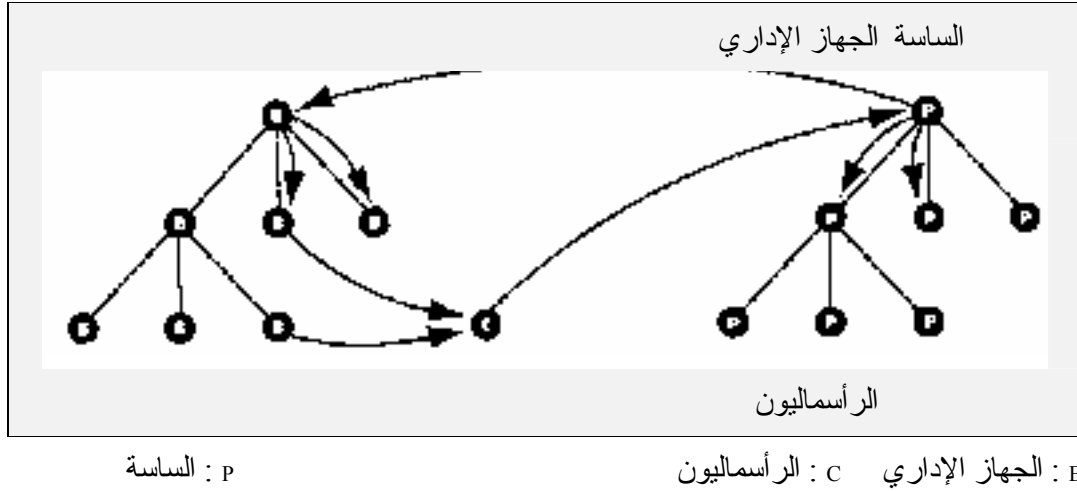 الساسة الجهاز الإداري
الرأسماليون
E : الجهاز الإداري C : الرأسماليون P : الساسة